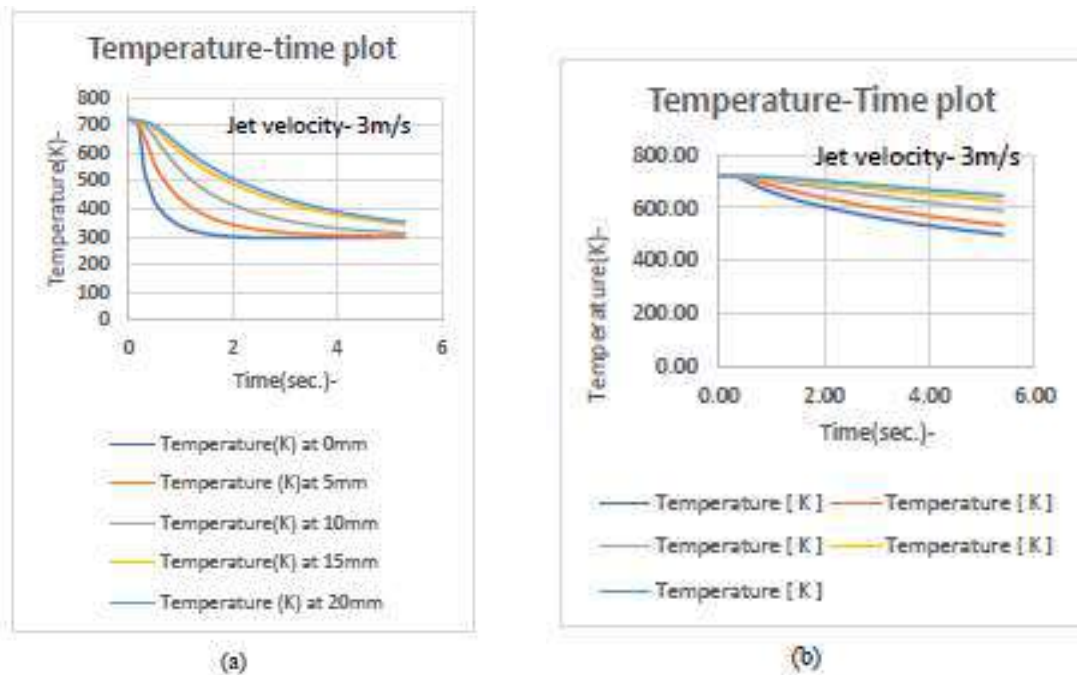 Temperature-time plot
Jet velocity- 3m/s
Temperature(K)-
800
700
600
500
400
300
200
100
0
0 2 4 6
Time(sec.)-
Temperature(K) at 0mm
Temperature (K)at 5mm
Temperature(K) at 10mm
Temperature(K) at 15mm
Temperature (K) at 20mm
(a)
Temperature-Time plot
Jet velocity- 3m/s
Temperature(K)-
800.00
600.00
400.00
200.00
0.00
0.00 2.00 4.00 6.00
Time(sec.)-
Temperature [ K ] Temperature [ K ]
Temperature [ K ] Temperature [ K ]
Temperature [ K ]
(b)